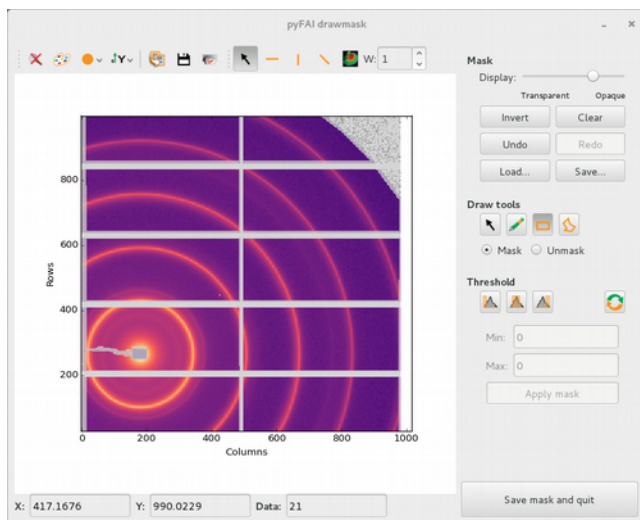 pyFAI drawmask
W: 1
Mask
Display:
Transparent Opaque
Invert Clear
Undo Redo
Load... Save...
Draw tools
Mask Unmask
Threshold
Min: 0
Max: 0
Apply mask
800
600
400
200
Rows
0 200 400 600 800 1000
Columns
X: 417.1676 Y: 990.0229 Data: 21
Save mask and quit